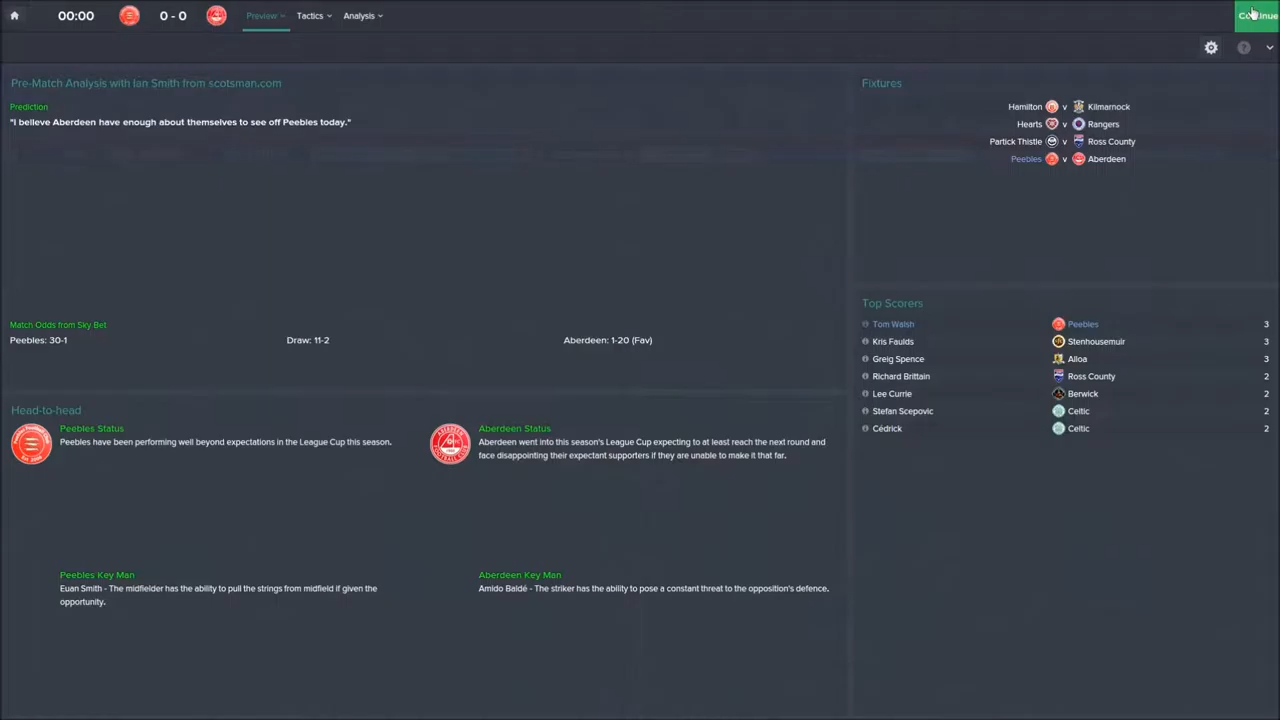 00:00 0 - 0 Preview Tactics Analysis Continue
Pre-Match Analysis with Ian Smith from scotsman.com
Prediction
"I believe Aberdeen have enough about themselves to see off Peebles today."
Match Odds from Sky Bet
Peebles: 30-1 Draw: 11-2 Aberdeen: 1-20 (Fav)
Head-to-head
Peebles Status
Peebles have been performing well beyond expectations in the League Cup this season.
Aberdeen Status
Aberdeen went into this season's League Cup expecting to at least reach the next round and
face disappointing their expectant supporters if they are unable to make it that far.
Peebles Key Man
Euan Smith - The midfielder has the ability to pull the strings from midfield if given the
opportunity.
Aberdeen Key Man
Amido Baldé - The striker has the ability to pose a constant threat to the opposition's defence.
Fixtures
Hamilton v Kilmarnock
Hearts v Rangers
Partick Thistle v Ross County
Peebles v Aberdeen
Top Scorers
Tom Walsh Peebles 3
Kris Faulds Stenhousemuir 3
Greig Spence Alloa 3
Richard Brittain Ross County 2
Lee Currie Berwick 2
Stefan Scepovic Celtic 2
Cédrick Celtic 2